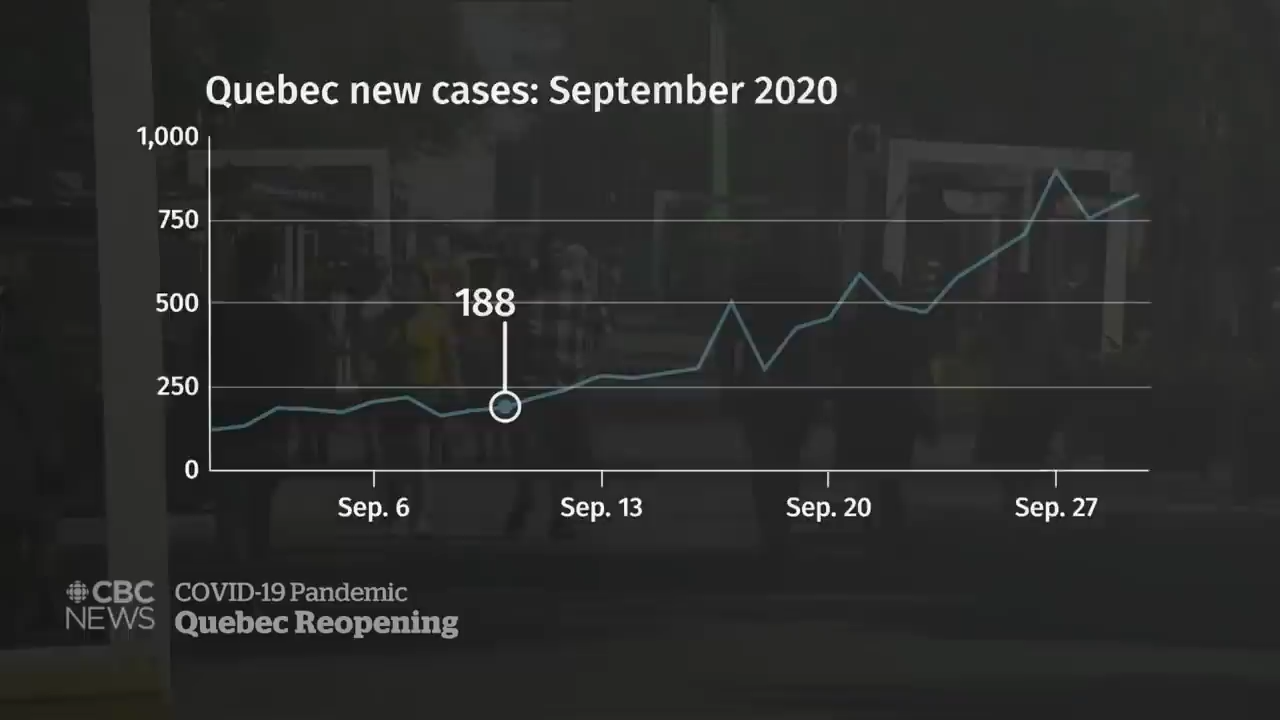 Quebec new cases: September 2020
1,000
750
500
250
0
188
Sep. 6
Sep. 13
Sep. 20
Sep. 27
CBC
NEWS
COVID-19 Pandemic
Quebec Reopening